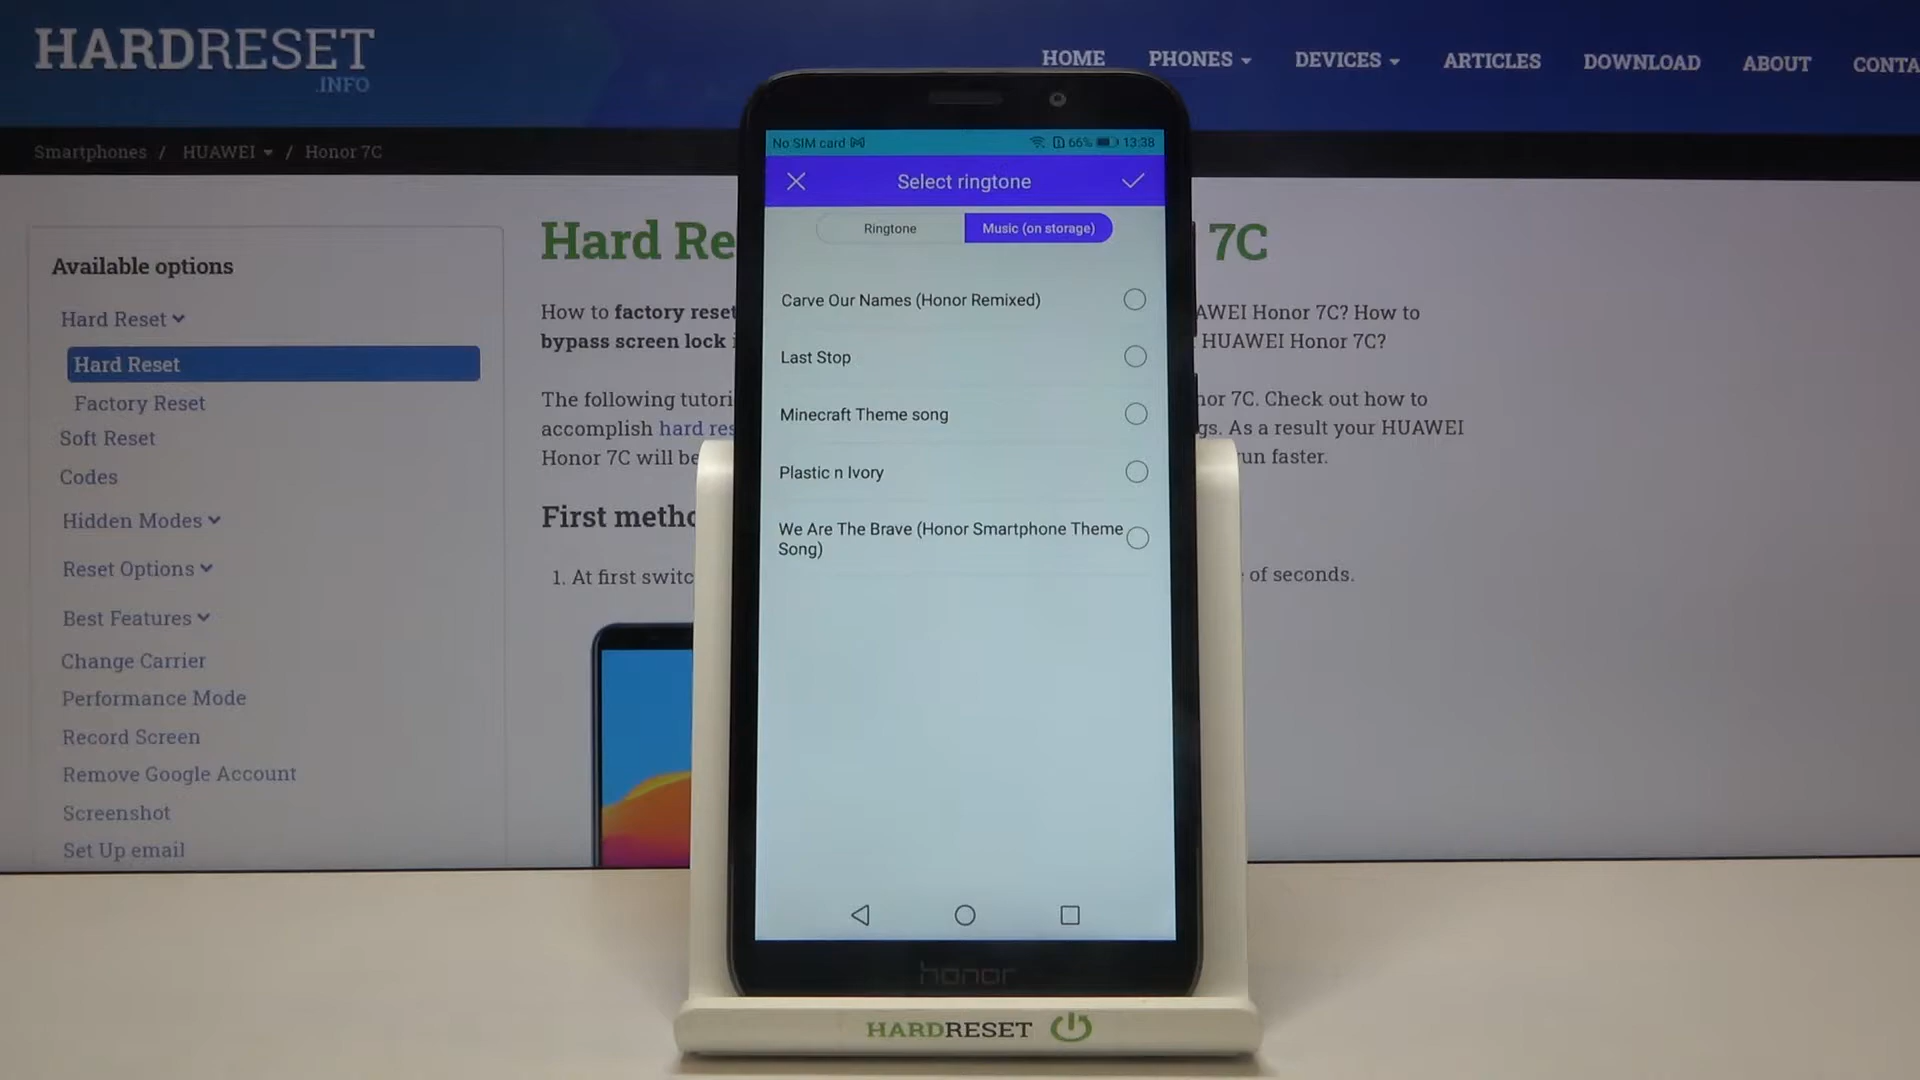 HARDRESET
.INFO
HOME PHONES DEVICES ARTICLES DOWNLOAD ABOUT CONTA
Smartphones / HUAWEI / Honor 7C
Available options
Hard Reset
Hard Reset
Factory Reset
Soft Reset
Codes
Hidden Modes
Reset Options
Best Features
Change Carrier
Performance Mode
Record Screen
Remove Google Account
Screenshot
Set Up email
Hard Re 7C
How to factory reset AWEI Honor 7C? How to
bypass screen lock HUAWEI Honor 7C?
The following tutori nor 7C. Check out how to
accomplish hard res gs. As a result your HUAWEI
Honor 7C will be un faster.
First metho
1. At first switc of seconds.
No SIM card 66% 13:38
Select ringtone
Ringtone Music (on storage)
Carve Our Names (Honor Remixed)
Last Stop
Minecraft Theme song
Plastic n Ivory
We Are The Brave (Honor Smartphone Theme
Song)
honor
HARDRESET